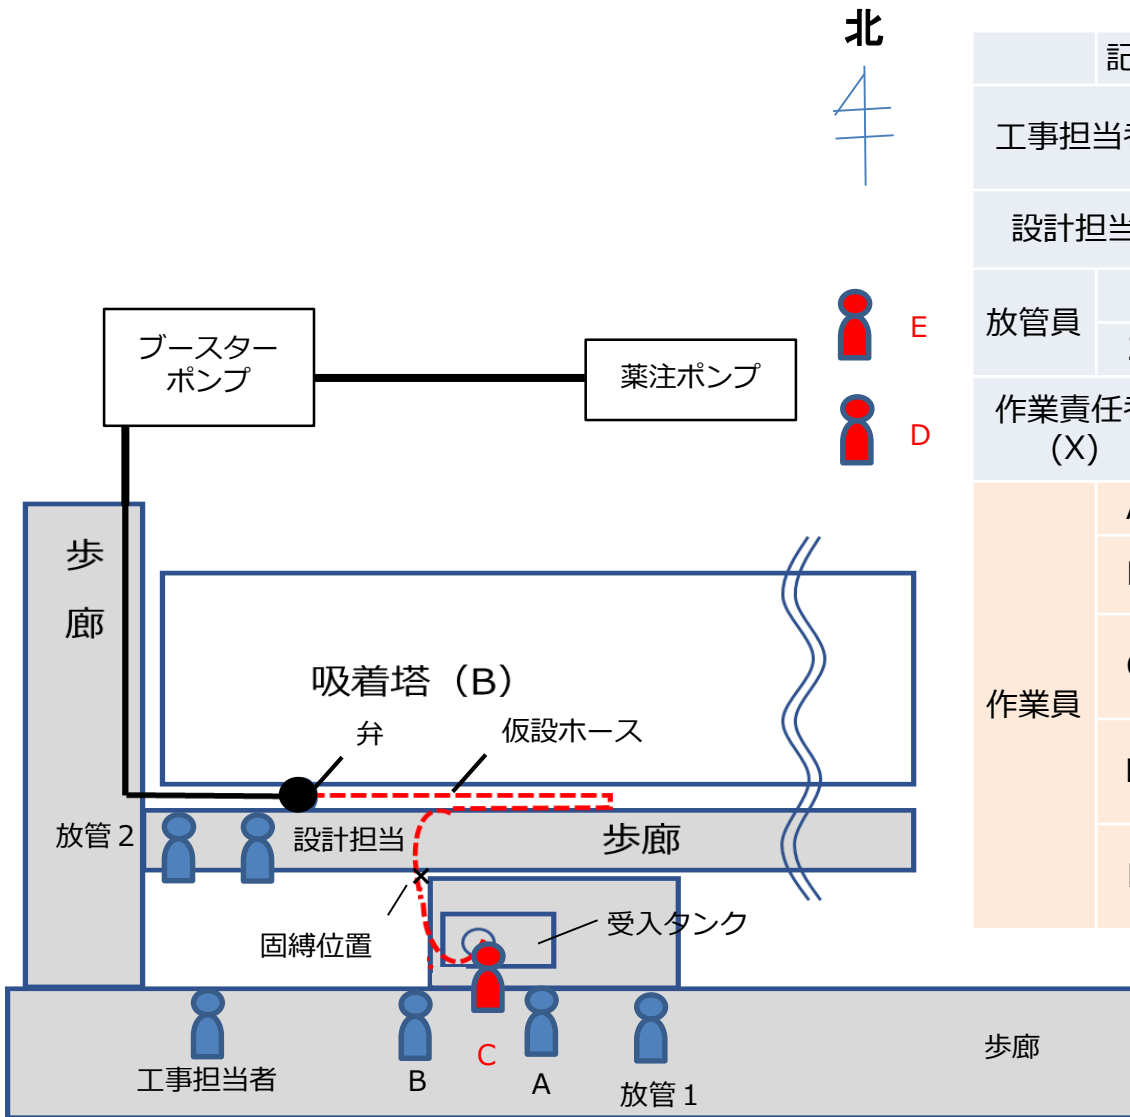 北
E
D
ブースター
ポンプ
薬注ポンプ
歩
廊
吸着塔（B）
弁
仮設ホース
放管２
設計担当
歩廊
固縛位置
受入タンク
工事担当者
B
C
A
放管１
歩廊
工事担当
設計担当
放管員
作業責任
(X)
作業員